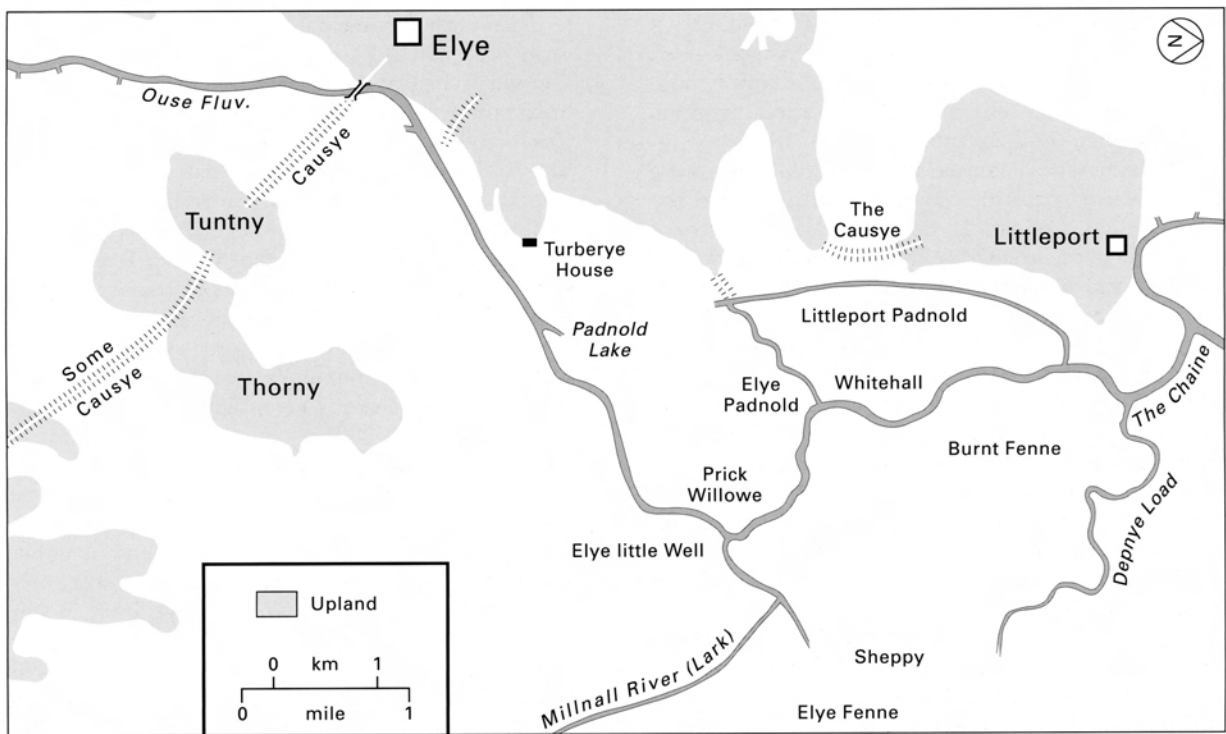 Elye
N
Ouse Fluv.
Causye
Tuntny
The
Causye
Littleport
Turberye
House
Some
Causye
Thorny
Padnold
Lake
Littleport Padnold
Elye
Padnold
Whitehall
The Chaine
Burnt Fenne
Prick
Willowe
Depnye Load
Elye little Well
Upland
0 km 1
0 mile 1
Millnall River (Lark)
Sheppy
Elye Fenne